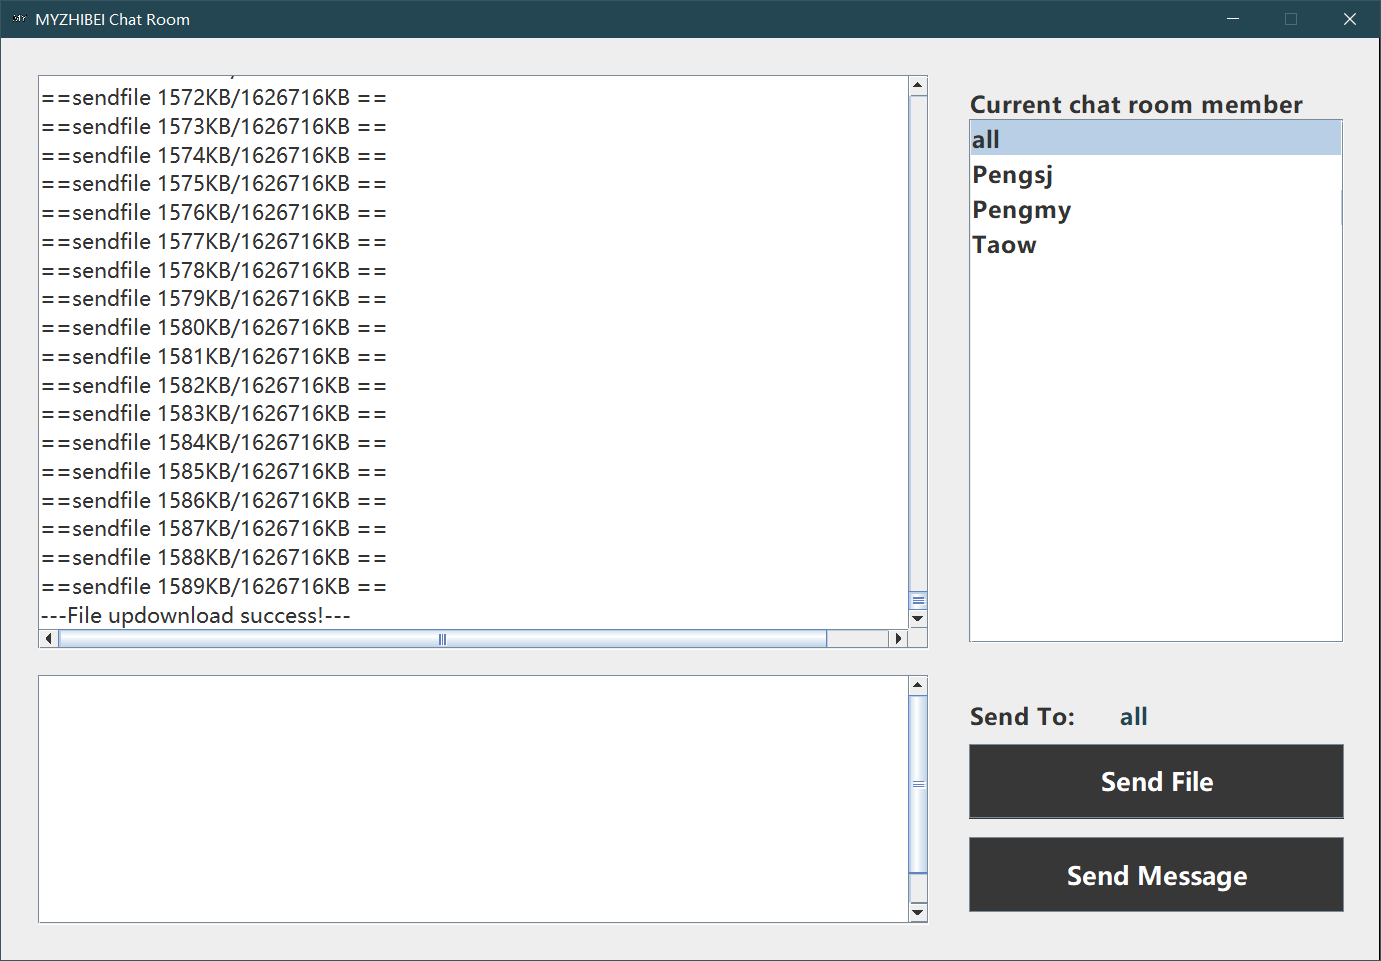 MYZHIBEI Chat Room
==sendfile 1572KB/1626716KB ==
==sendfile 1573KB/1626716KB ==
==sendfile 1574KB/1626716KB ==
==sendfile 1575KB/1626716KB ==
==sendfile 1576KB/1626716KB ==
==sendfile 1577KB/1626716KB ==
==sendfile 1578KB/1626716KB ==
==sendfile 1579KB/1626716KB ==
==sendfile 1580KB/1626716KB ==
==sendfile 1581KB/1626716KB ==
==sendfile 1582KB/1626716KB ==
==sendfile 1583KB/1626716KB ==
==sendfile 1584KB/1626716KB ==
==sendfile 1585KB/1626716KB ==
==sendfile 1586KB/1626716KB ==
==sendfile 1587KB/1626716KB ==
==sendfile 1588KB/1626716KB ==
==sendfile 1589KB/1626716KB ==
---File updownload success!---
Current chat room member
all
Pengsj
Pengmy
Taow
Send To: all
Send File
Send Message